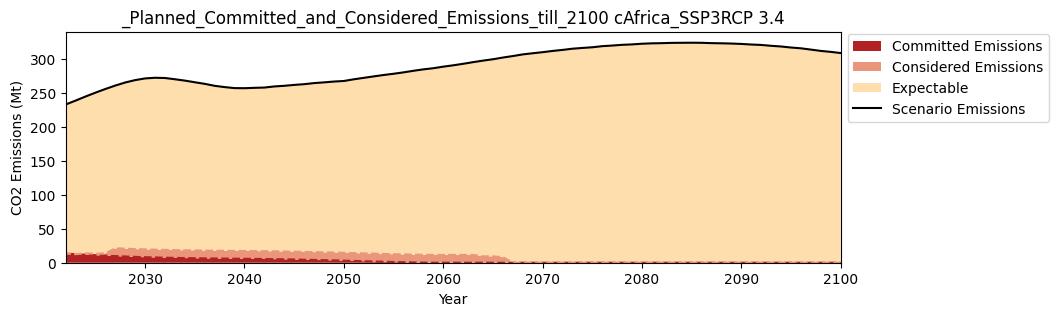 _Planned_Committed_and_Considered_Emissions_till_2100 cAfrica_SSP3RCP 3.4
Committed Emissions
Considered Emissions
Expectable
Scenario Emissions
CO2 Emissions (Mt)
300
250
200
150
100
50
0
2030 2040 2050 2060 2070 2080 2090 2100
Year